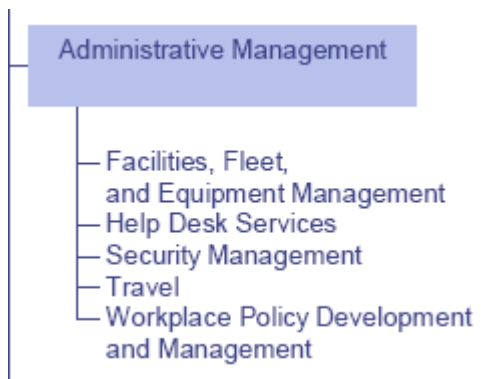 Administrative Management
Facilities, Fleet,
and Equipment Management
Help Desk Services
Security Management
Travel
Workplace Policy Development
and Management